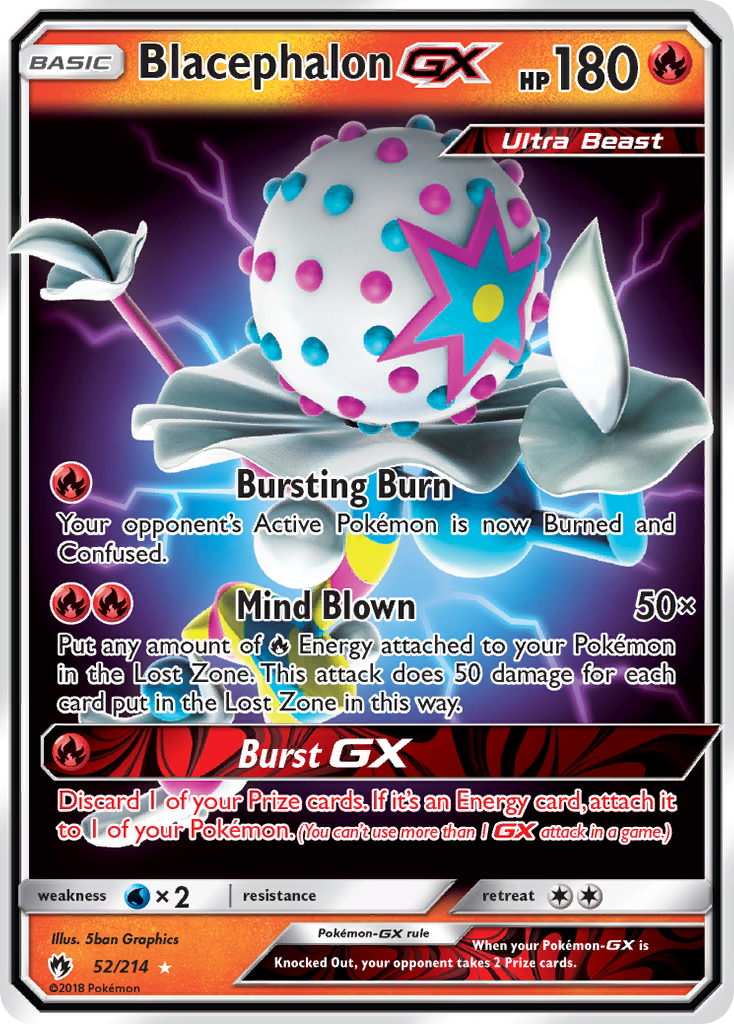 BASIC Blacephalon GX HP 180
Ultra Beast
Bursting Burn
Your opponent's Active Pokémon is now Burned and
Confused.
Mind Blown 50×
Put any amount of Energy attached to your Pokémon
in the Lost Zone. This attack does 50 damage for each
card put in the Lost Zone in this way.
Burst GX
Discard 1 of your Prize cards. If it's an Energy card, attach it
to 1 of your Pokémon. (You can't use more than 1 GX attack in a game.)
weakness ×2 resistance retreat
Illus. 5ban Graphics
52/214
©2018 Pokémon
Pokémon-GX rule
When your Pokémon-GX is
Knocked Out, your opponent takes 2 Prize cards.